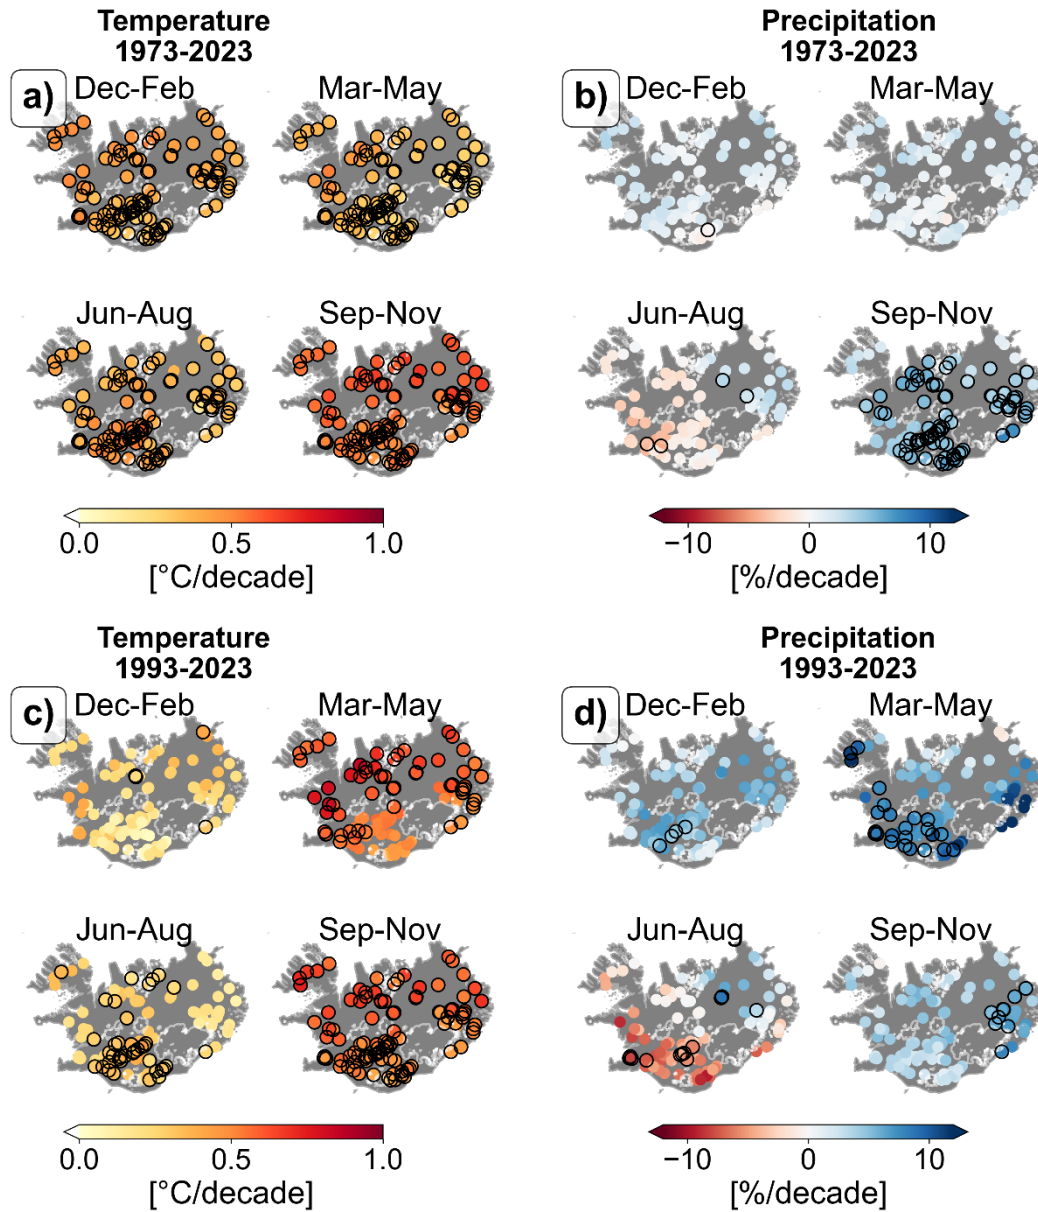 Temperature
1973-2023
Precipitation
1973-2023
a)
Dec-Feb
Mar-May
b)
Dec-Feb
Mar-May
Jun-Aug
Sep-Nov
Jun-Aug
Sep-Nov
0.0 0.5 1.0
[°C/decade]
−10 0 10
[%/decade]
Temperature
1993-2023
Precipitation
1993-2023
c)
Dec-Feb
Mar-May
d)
Dec-Feb
Mar-May
Jun-Aug
Sep-Nov
Jun-Aug
Sep-Nov
0.0 0.5 1.0
[°C/decade]
−10 0 10
[%/decade]